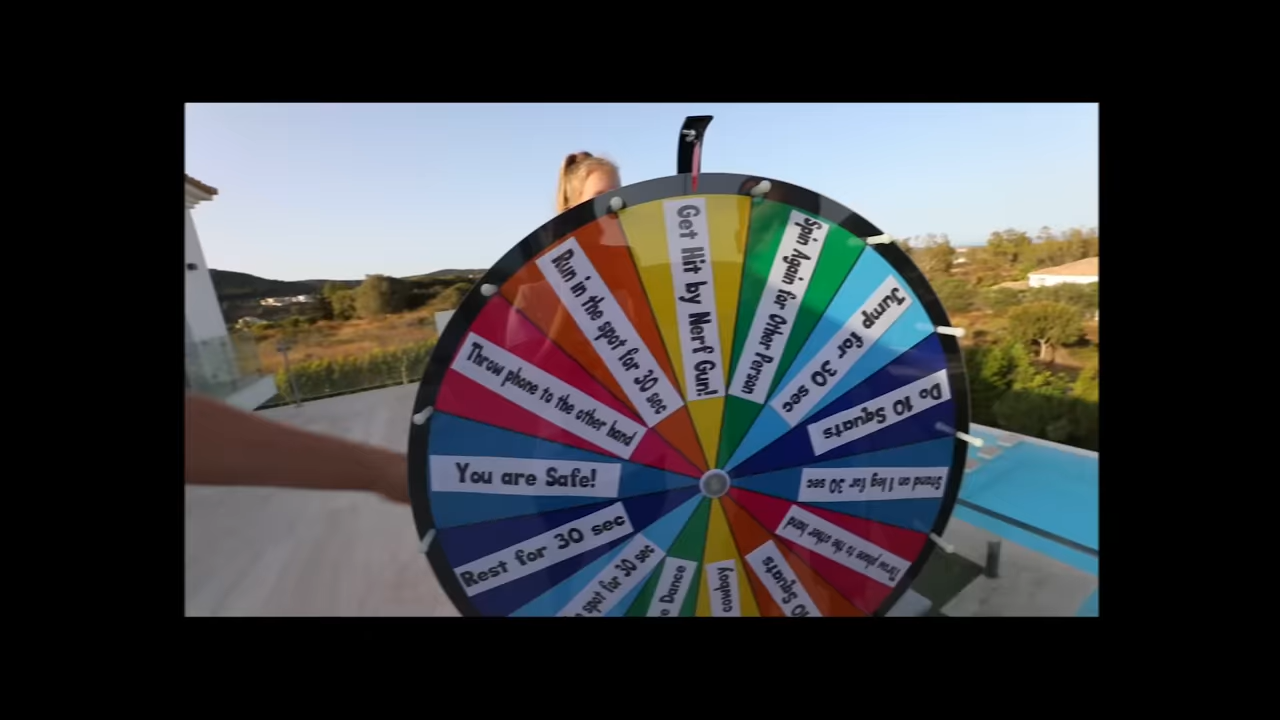 Get Hit by Nerf Gun!
Spin Again for Other Person
Jump for 30 sec
Do 10 Squats
Stand on 1 leg for 30 sec
Throw phone to the other hand
10 Squats
cowboy
Dance
spot for 30 sec
Rest for 30 sec
You are Safe!
Throw phone to the other hand
Run in the spot for 30 sec